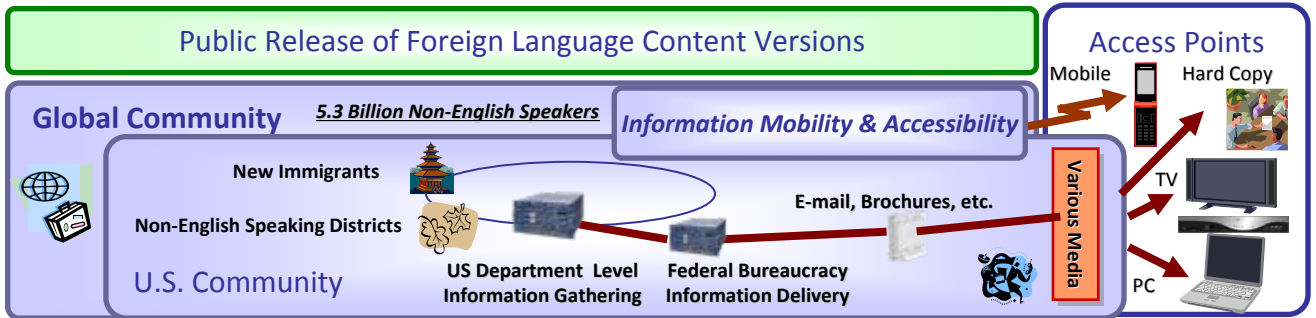 Public Release of Foreign Language Content Versions
Access Points
Mobile
Hard Copy
Global Community
5.3 Billion Non-English Speakers
Information Mobility & Accessibility
New Immigrants
Non-English Speaking Districts
E-mail, Brochures, etc.
Various Media
TV
US Department Level
Information Gathering
Federal Bureaucracy
Information Delivery
U.S. Community
PC